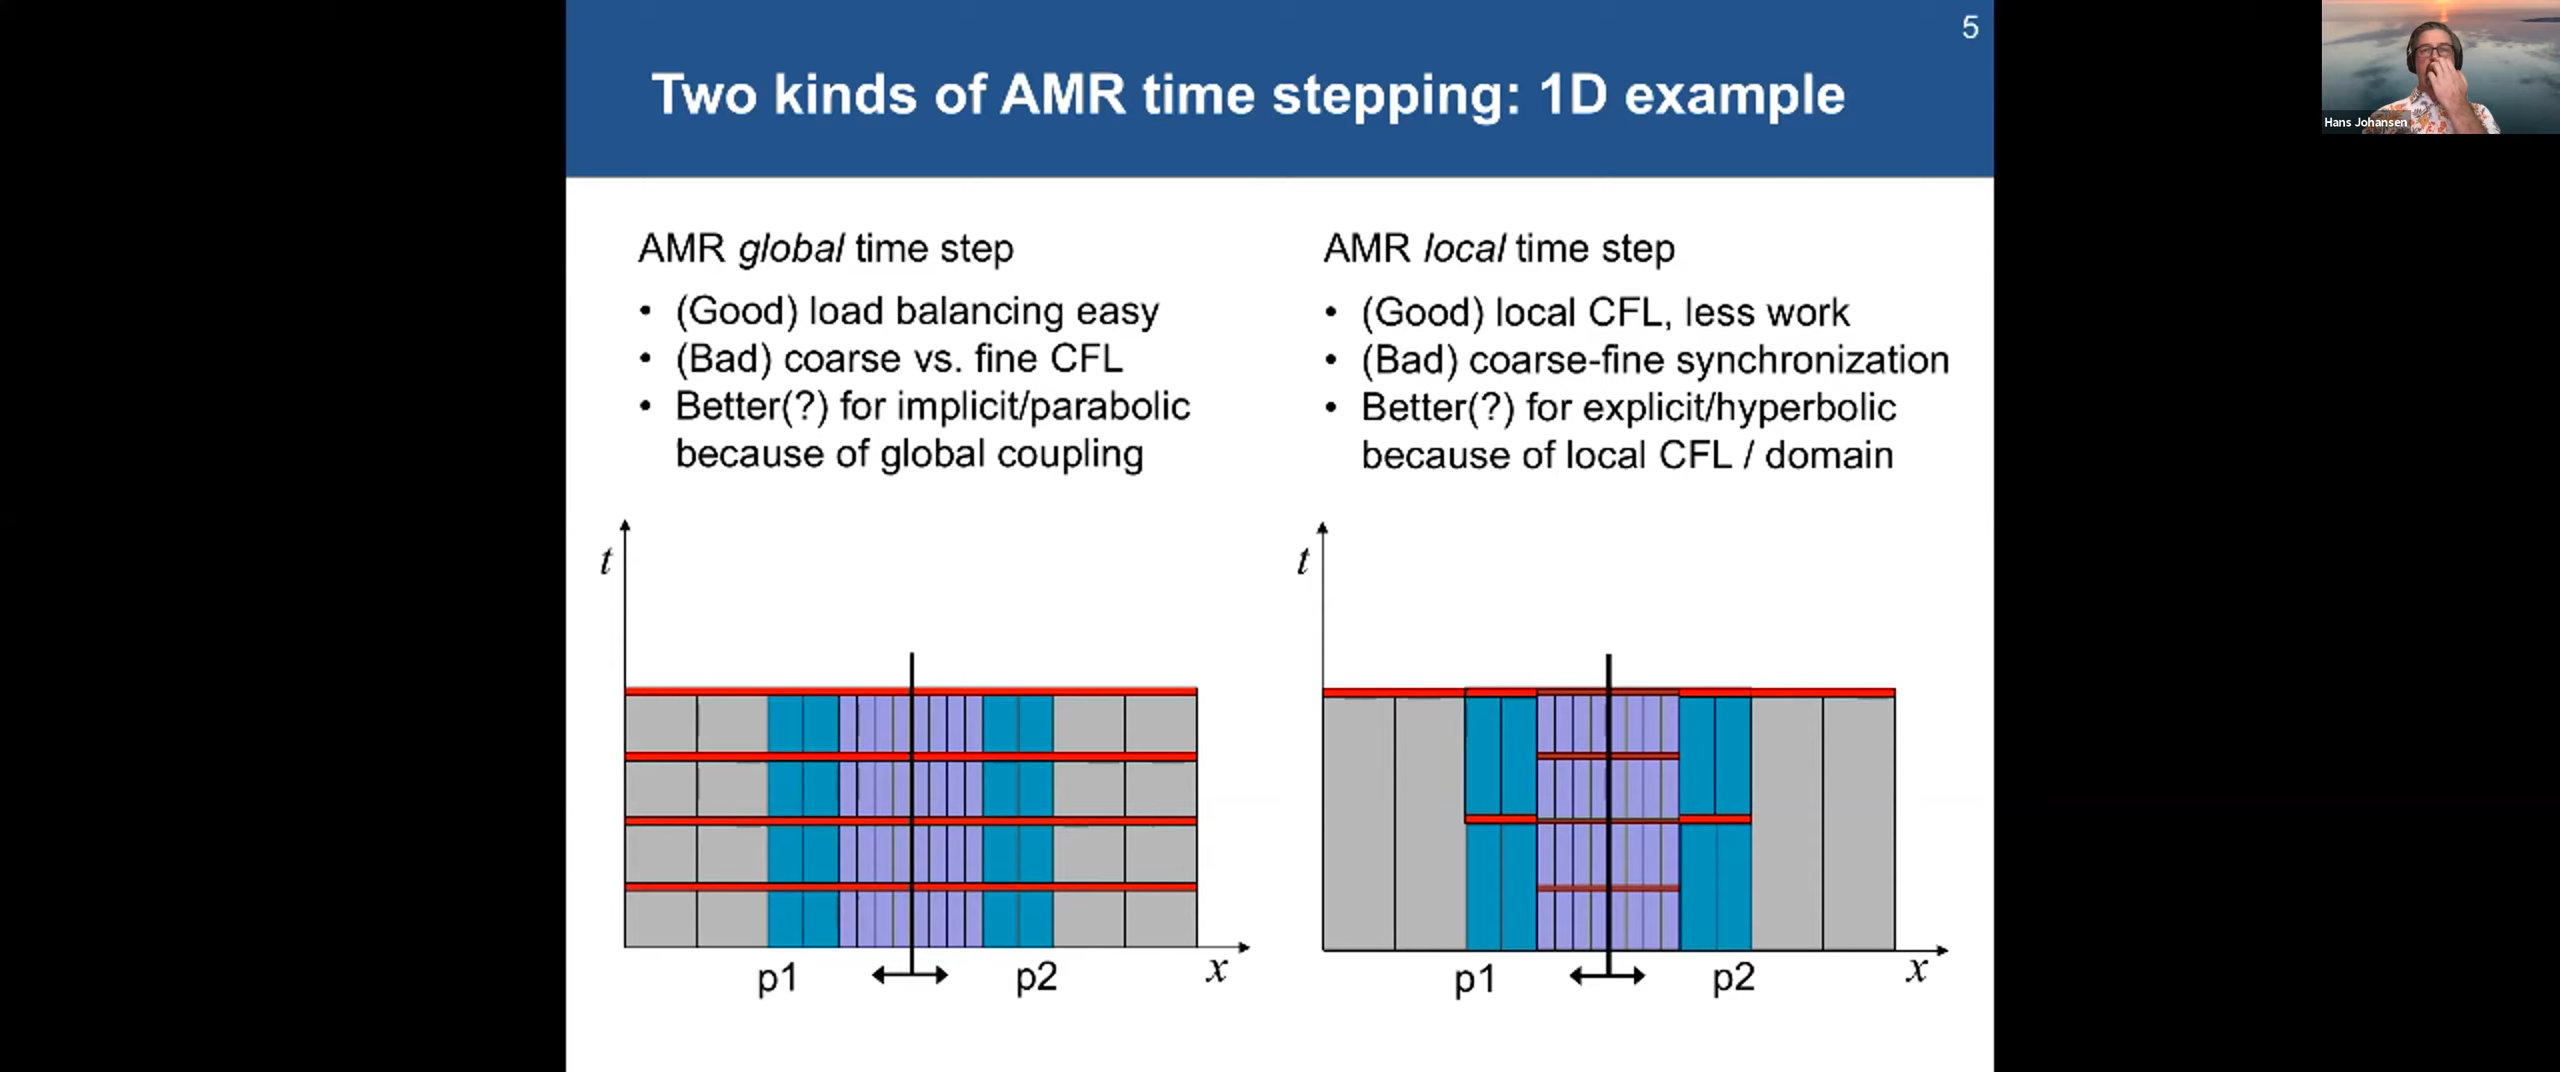 5
Two kinds of AMR time stepping: 1D example
Hans Johansen
AMR global time step
• (Good) load balancing easy
• (Bad) coarse vs. fine CFL
• Better(?) for implicit/parabolic
because of global coupling
AMR local time step
• (Good) local CFL, less work
• (Bad) coarse-fine synchronization
• Better(?) for explicit/hyperbolic
because of local CFL / domain
t
p1
p2
x
t
p1
p2
x